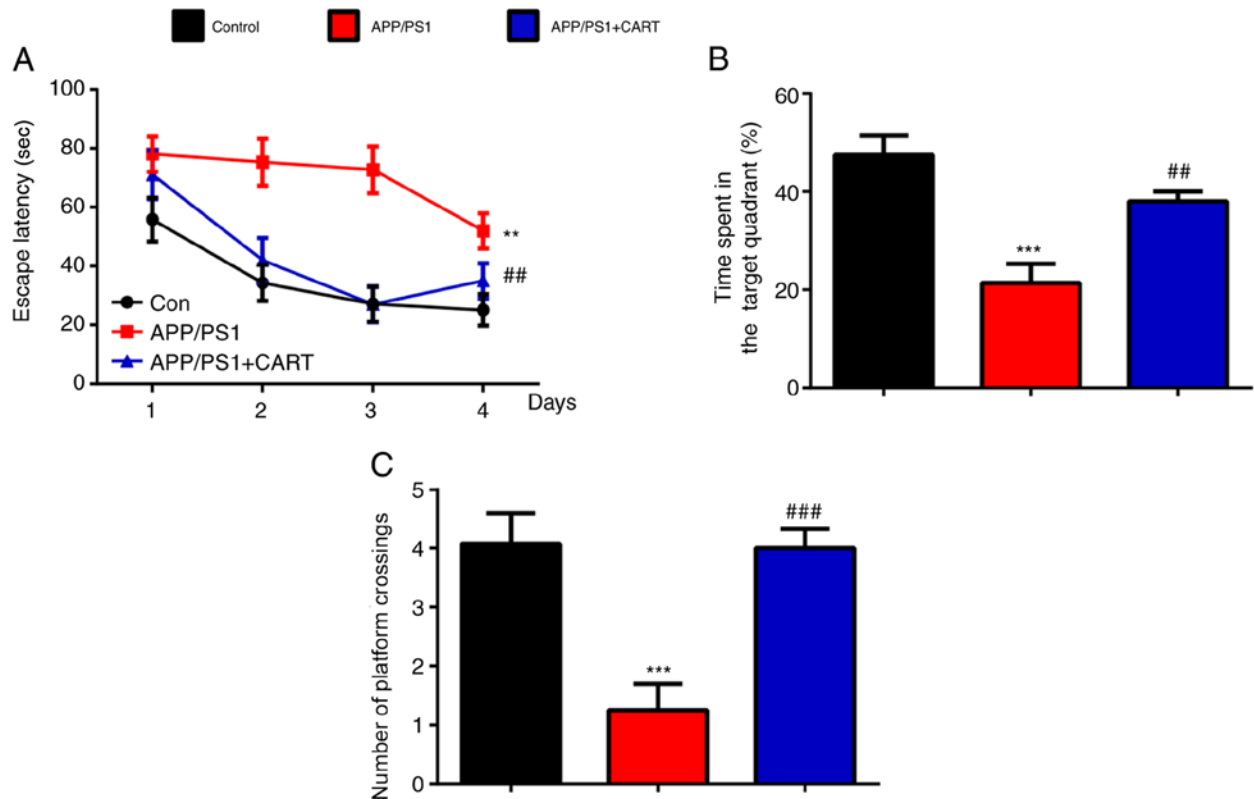 Control APP/PS1 APP/PS1+CART
A
Escape latency (sec)
100
80
60
40
20
0
**
##
Con
APP/PS1
APP/PS1+CART
1 2 3 4 Days
B
Time spent in
the target quadrant (%)
60
40
20
0
***
##
C
Number of platform crossings
5
4
3
2
1
0
***
###